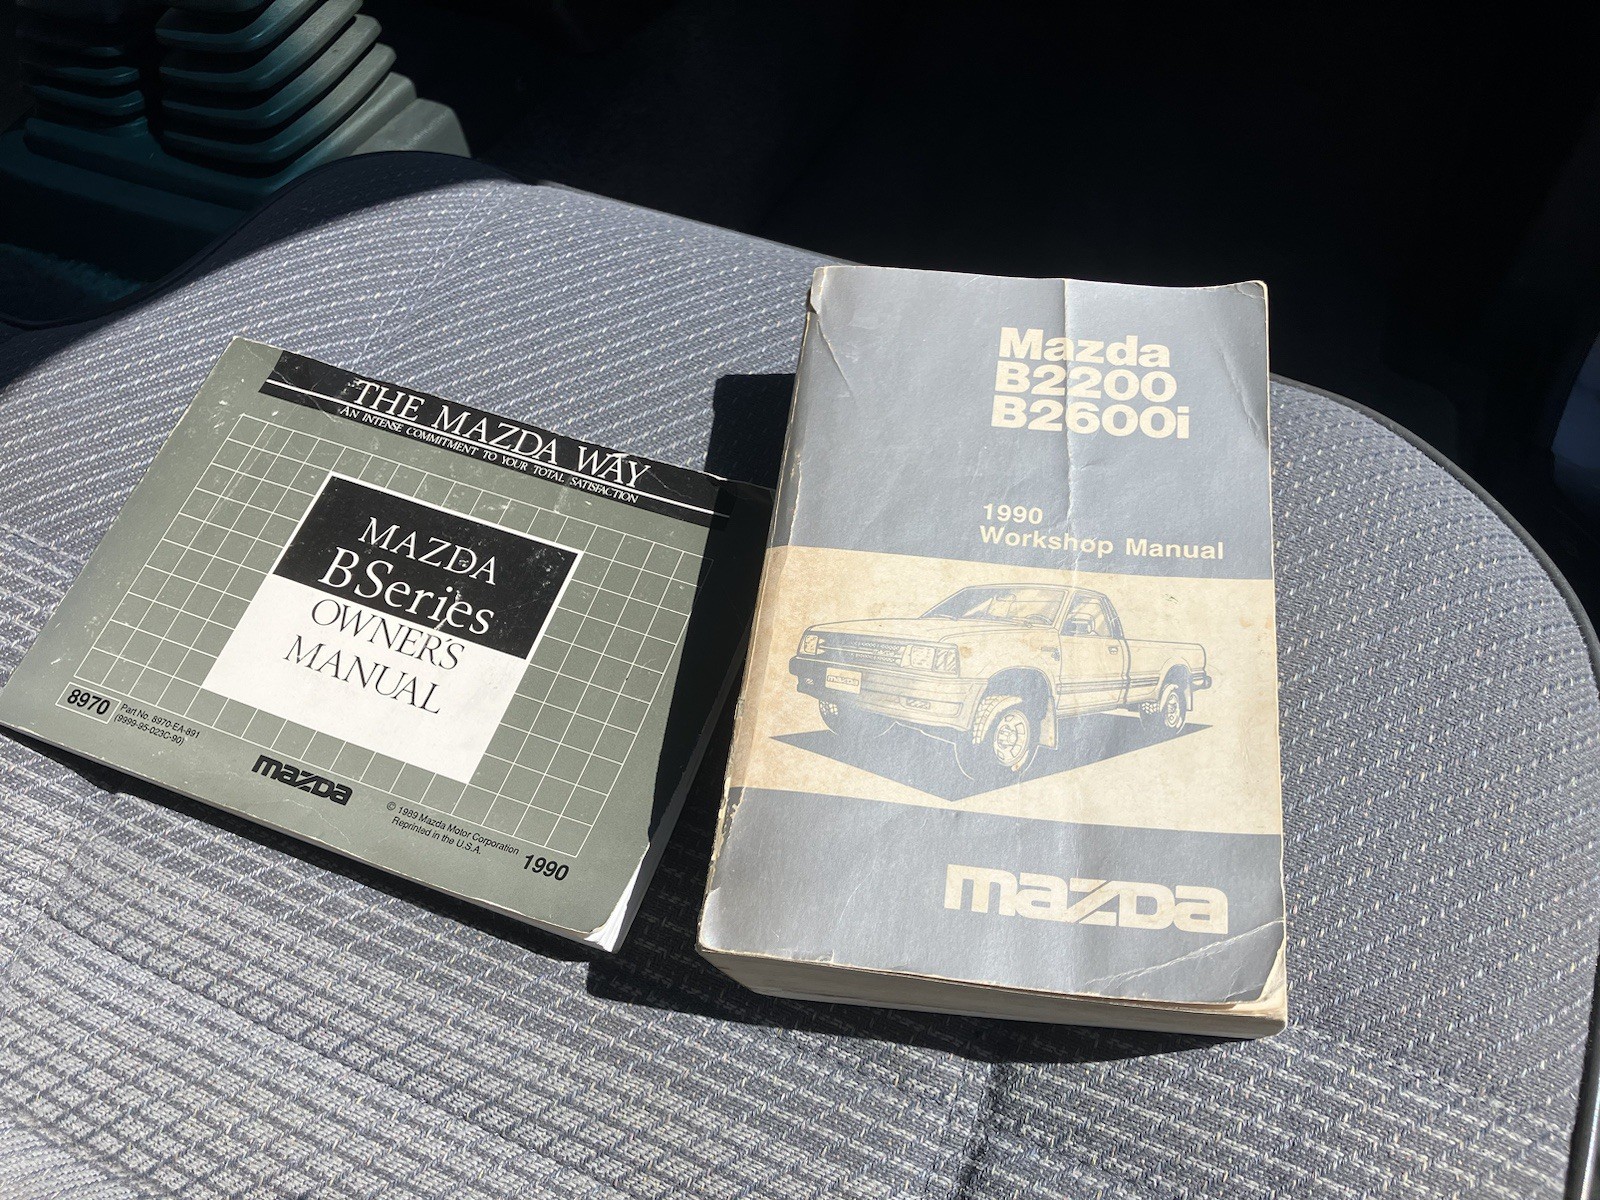 THE MAZDA WAY
AN INTENSE COMMITMENT TO YOUR TOTAL SATISFACTION
MAZDA
B Series
OWNER'S
MANUAL
8970
Part No. 8970-EA-891
(9999-95-023C-90)
mazda
© 1989 Mazda Motor Corporation
Reprinted in the U.S.A.
1990
Mazda
B2200
B2600i
1990
Workshop Manual
mazda
mazda